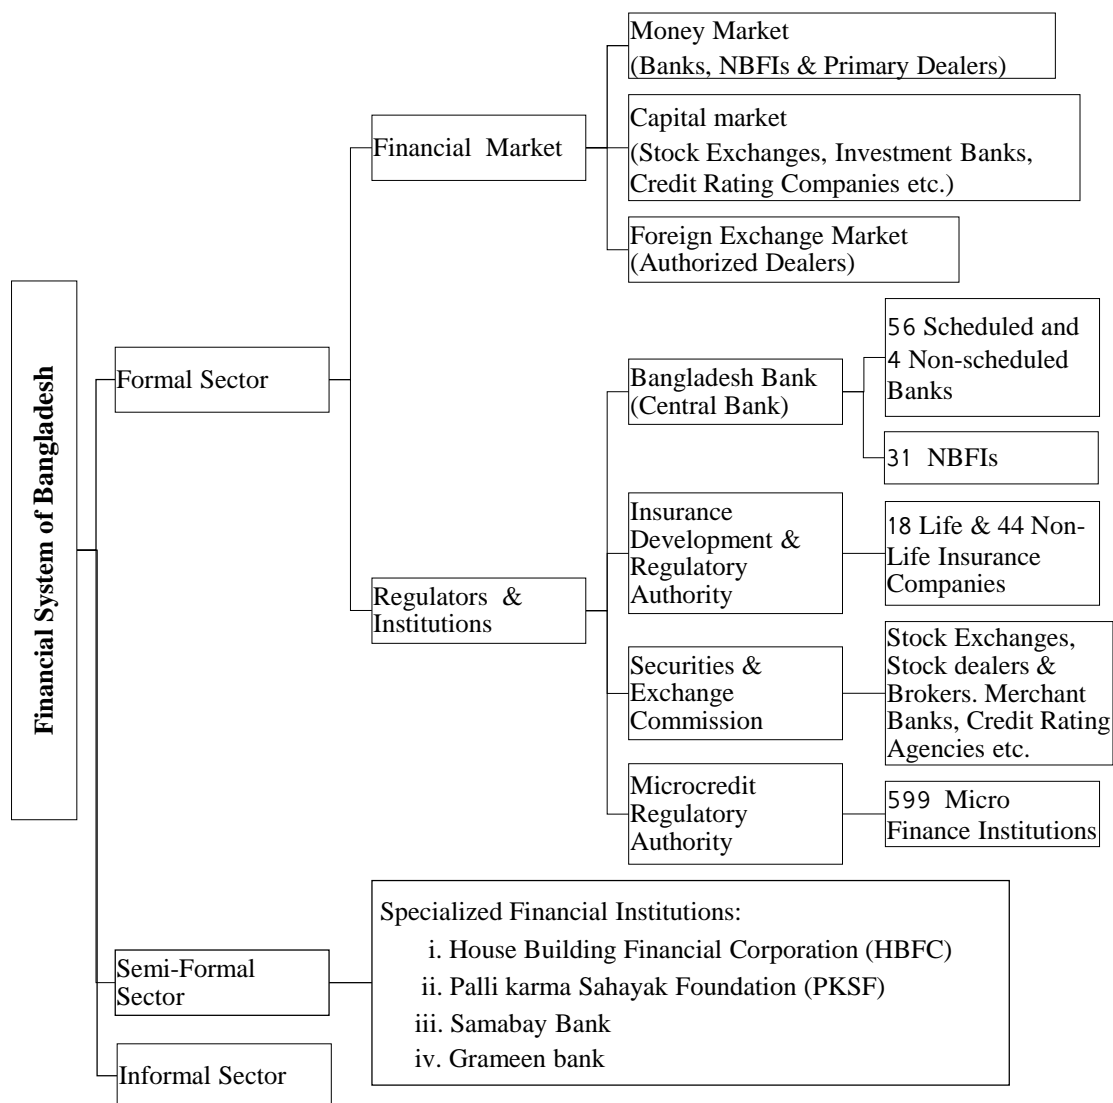 Financial System of Bangladesh
Formal Sector
Financial Market
Money Market
(Banks, NBFIs & Primary Dealers)
Capital market
(Stock Exchanges, Investment Banks,
Credit Rating Companies etc.)
Foreign Exchange Market
(Authorized Dealers)
Regulators &
Institutions
Bangladesh Bank
(Central Bank)
56 Scheduled and
4 Non-scheduled
Banks
31 NBFIs
Insurance
Development &
Regulatory
Authority
18 Life & 44 Non-
Life Insurance
Companies
Securities &
Exchange
Commission
Stock Exchanges,
Stock dealers &
Brokers. Merchant
Banks, Credit Rating
Agencies etc.
Microcredit
Regulatory
Authority
599 Micro
Finance Institutions
Semi-Formal
Sector
Specialized Financial Institutions:
i. House Building Financial Corporation (HBFC)
ii. Palli karma Sahayak Foundation (PKSF)
iii. Samabay Bank
iv. Grameen bank
Informal Sector